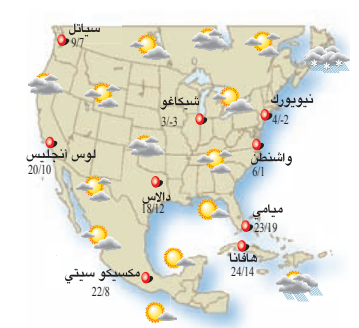 سياتل
9/7
نيويورك
4/-2
شيكاغو
3/-3
واشنطن
6/1
لوس أنجليس
20/10
دالاس
18/12
ميامي
23/19
هافانا
24/14
مكسيكو سيتي
22/8